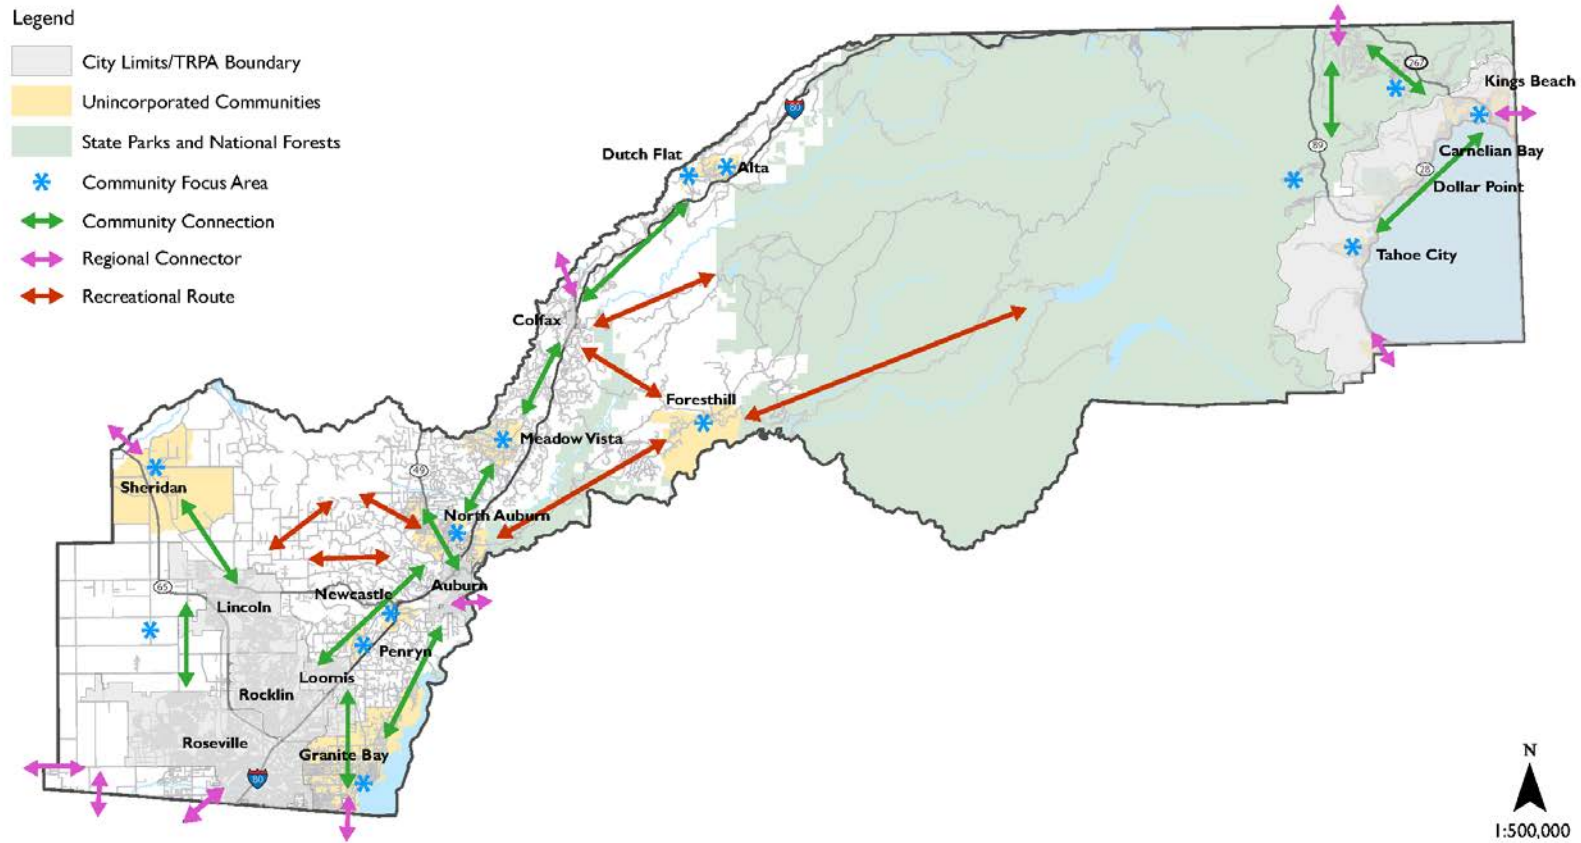 Legend
City Limits/TRPA Boundary
Unincorporated Communities
State Parks and National Forests
Community Focus Area
Community Connection
Regional Connector
Recreational Route
267
Kings Beach
80
89
Carnelian Bay
28
Dollar Point
Dutch Flat
Alta
Tahoe City
Colfax
Foresthill
Meadow Vista
49
Sheridan
North Auburn
Auburn
65
Newcastle
Lincoln
Penryn
Loomis
Rocklin
Roseville
Granite Bay
80
N
1:500,000